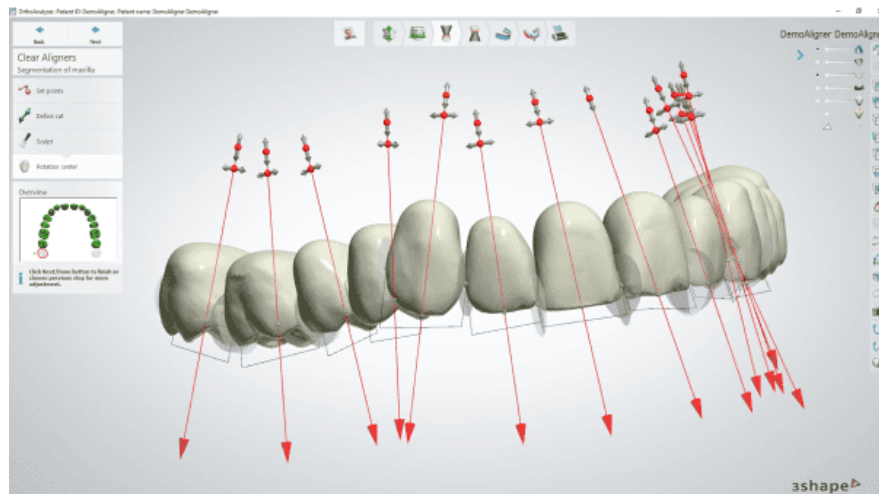 OrthoAnalyzer. Patient ID: DemoAligner; Patient name: DemoAligner DemoAligner
Back Next
DemoAligner DemoAligner
Clear Aligners
Segmentation of maxilla
Set points
Define cut
Sculpt
Rotation center
Overview
Click Next/Done button to finish or
choose previous step for more
adjustment.
3shape